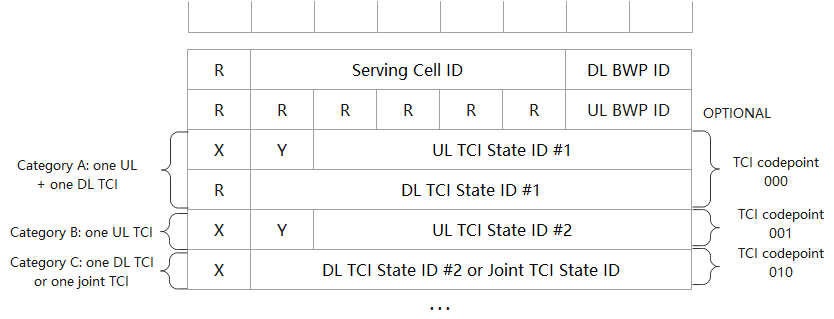 R Serving Cell ID DL BWP ID
R R R R R R UL BWP ID OPTIONAL
Category A: one UL
+ one DL TCI
X Y UL TCI State ID #1
R DL TCI State ID #1
TCI codepoint
000
Category B: one UL TCI
X Y UL TCI State ID #2
TCI codepoint
001
Category C: one DL TCI
or one joint TCI
X DL TCI State ID #2 or Joint TCI State ID
TCI codepoint
010
...